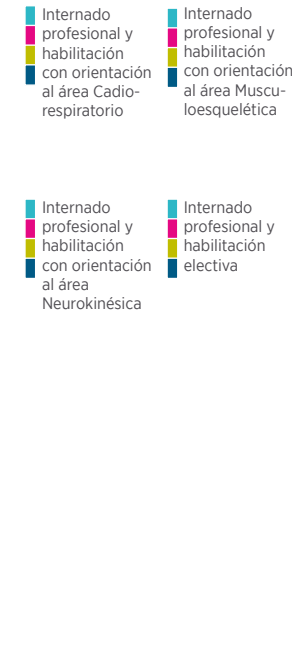 Internado
profesional y
habilitación
con orientación
al área Cadio-
respiratorio
Internado
profesional y
habilitación
con orientación
al área Muscu-
loesquelética
Internado
profesional y
habilitación
con orientación
al área
Neurokinésica
Internado
profesional y
habilitación
electiva